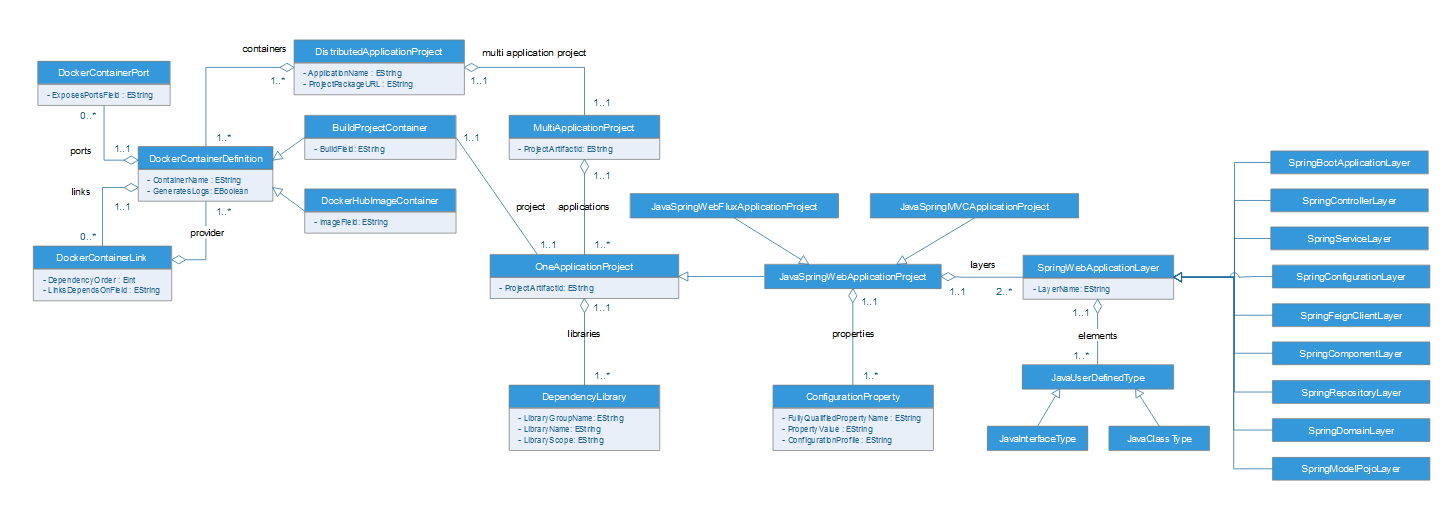 containers
DistributedApplicationProject
- ApplicationName : EString
- ProjectPackageURL : EString
multi application project
1..*
1..1
1..1
DockerContainerPort
- ExposesPortsField : EString
0..*
ports
1..1
1..*
DockerContainerDefinition
- ContainerName : EString
- GeneratesLogs: EBoolean
links
1..1
1..*
provider
0..*
DockerContainerLink
- DependencyOrder : EInt
- LinksDependsOnField : EString
BuildProjectContainer
- BuildField: EString
1..1
DockerHubImageContainer
- ImageField: EString
project
1..1
MultiApplicationProject
- ProjectArtifactId: EString
1..1
applications
1..*
OneApplicationProject
- ProjectArtifactId: EString
1..1
libraries
1..*
DependencyLibrary
- LibraryGroupName: EString
- LibraryName: EString
- LibraryScope: EString
JavaSpringWebFluxApplicationProject
JavaSpringMVCApplicationProject
JavaSpringWebApplicationProject
layers
1..1
2..*
1..1
properties
1..*
ConfigurationProperty
- FullyQualifiedPropertyName : EString
- PropertyValue : EString
- ConfigurationProfile : EString
SpringWebApplicationLayer
- LayerName: EString
1..1
elements
1..*
JavaUserDefinedType
JavaInterfaceType
JavaClassType
SpringBootApplicationLayer
SpringControllerLayer
SpringServiceLayer
SpringConfigurationLayer
SpringFeignClientLayer
SpringComponentLayer
SpringRepositoryLayer
SpringDomainLayer
SpringModelPojoLayer